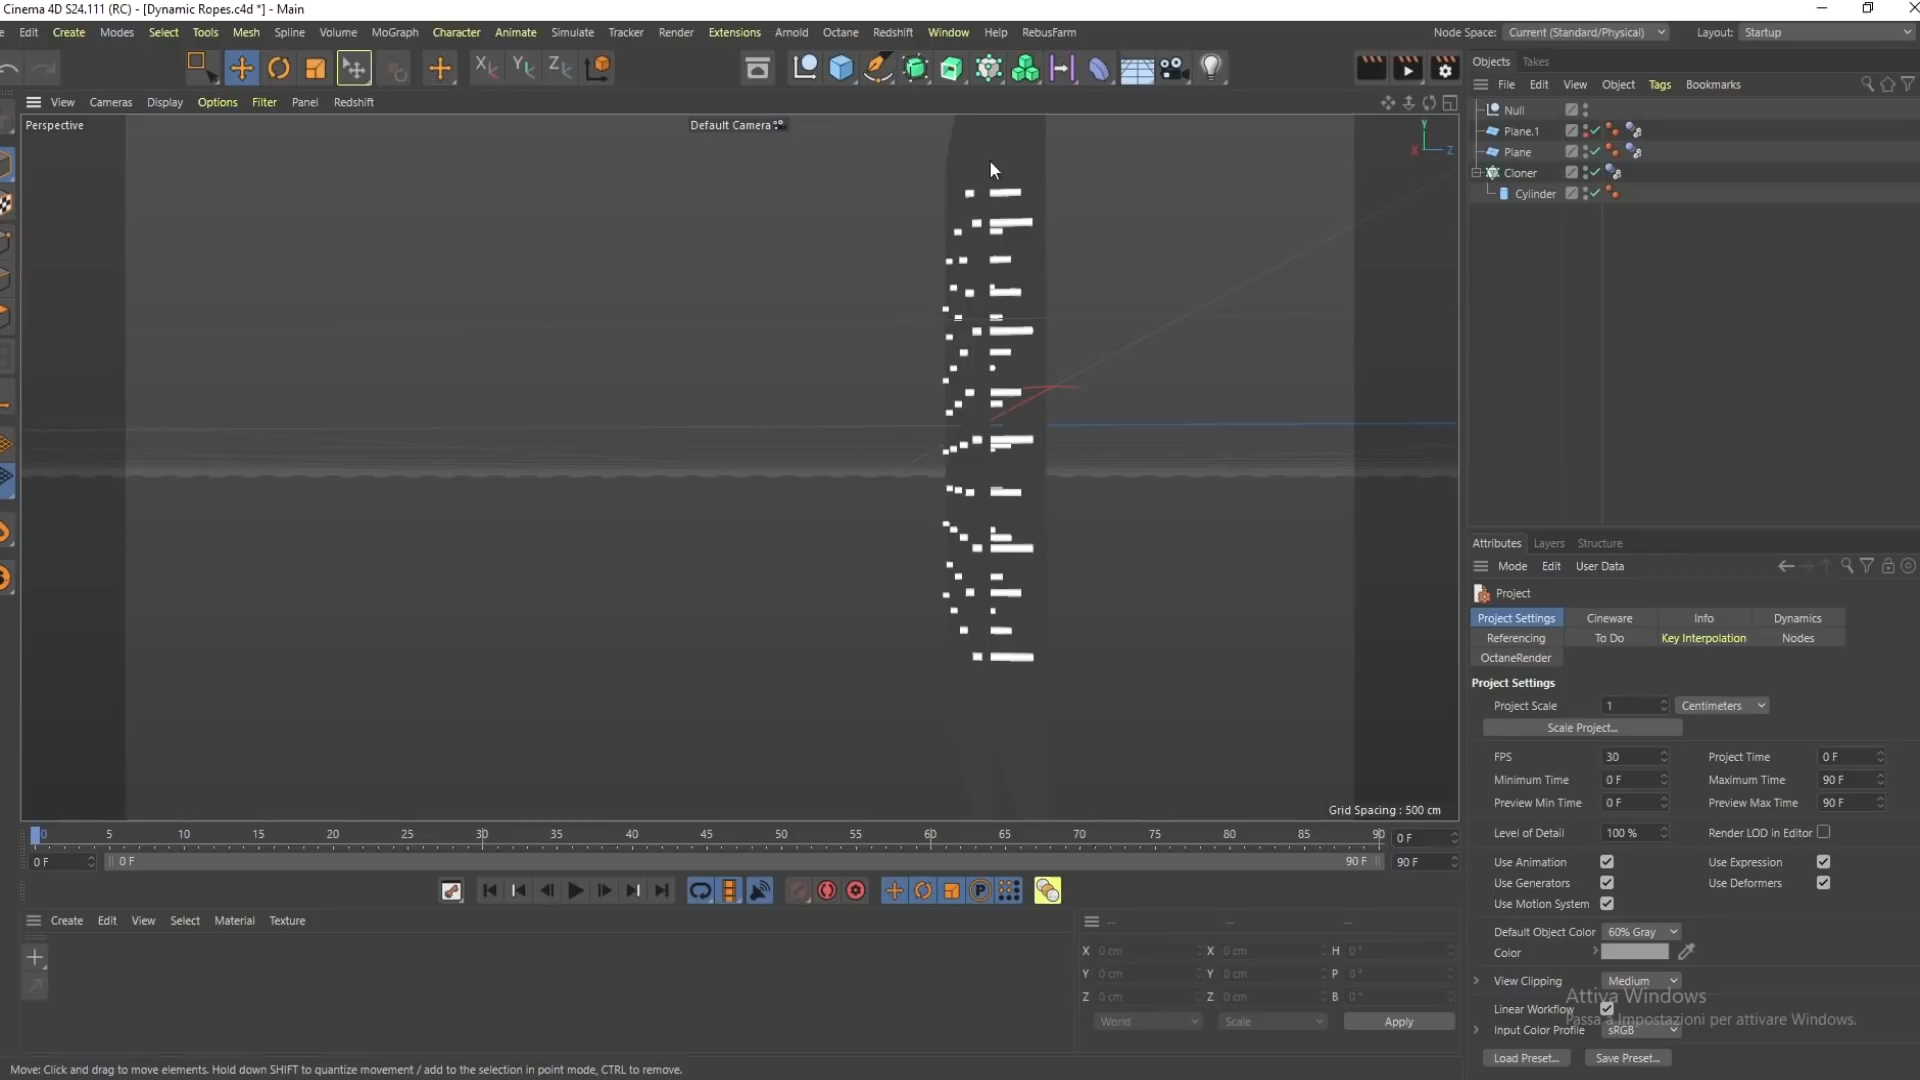 Cinema 4D S24.111 (RC) - [Dynamic Ropes.c4d *] - Main
Edit Create Modes Select Tools Mesh Spline Volume MoGraph Character Animate Simulate Tracker Render Extensions Arnold Octane Redshift Window Help RebusFarm Node Space: Current (Standard/Physical) Layout: Startup
Objects Takes
File Edit View Object Tags Bookmarks
View Cameras Display Options Filter Panel Redshift
Perspective
Default Camera
Y
X Z
Null
Plane.1
Plane
Cloner
Cylinder
Attributes Layers Structure
Mode Edit User Data
Project
Project Settings Cineware Info Dynamics
Referencing To Do Key Interpolation Nodes
OctaneRender
Project Settings
Project Scale 1 Centimeters
Scale Project...
FPS 30 Project Time 0 F
Minimum Time 0 F Maximum Time 90 F
Preview Min Time 0 F Preview Max Time 90 F
Level of Detail 100 % Render LOD in Editor
Use Animation Use Expression
Use Generators Use Deformers
Use Motion System
Default Object Color 60% Gray
Color
View Clipping Medium
Linear Workflow
Input Color Profile sRGB
Load Preset... Save Preset...
Attiva Windows
Passa a Impostazioni per attivare Windows.
Grid Spacing : 500 cm
0 5 10 15 20 25 30 35 40 45 50 55 60 65 70 75 80 85 90 0 F
0 F 0 F 90 F 90 F
Create Edit View Select Material Texture
-- -- --
X 0 cm X 0 cm H 0 °
Y 0 cm Y 0 cm P 0 °
Z 0 cm Z 0 cm B 0 °
World Scale Apply
Move: Click and drag to move elements. Hold down SHIFT to quantize movement / add to the selection in point mode, CTRL to remove.